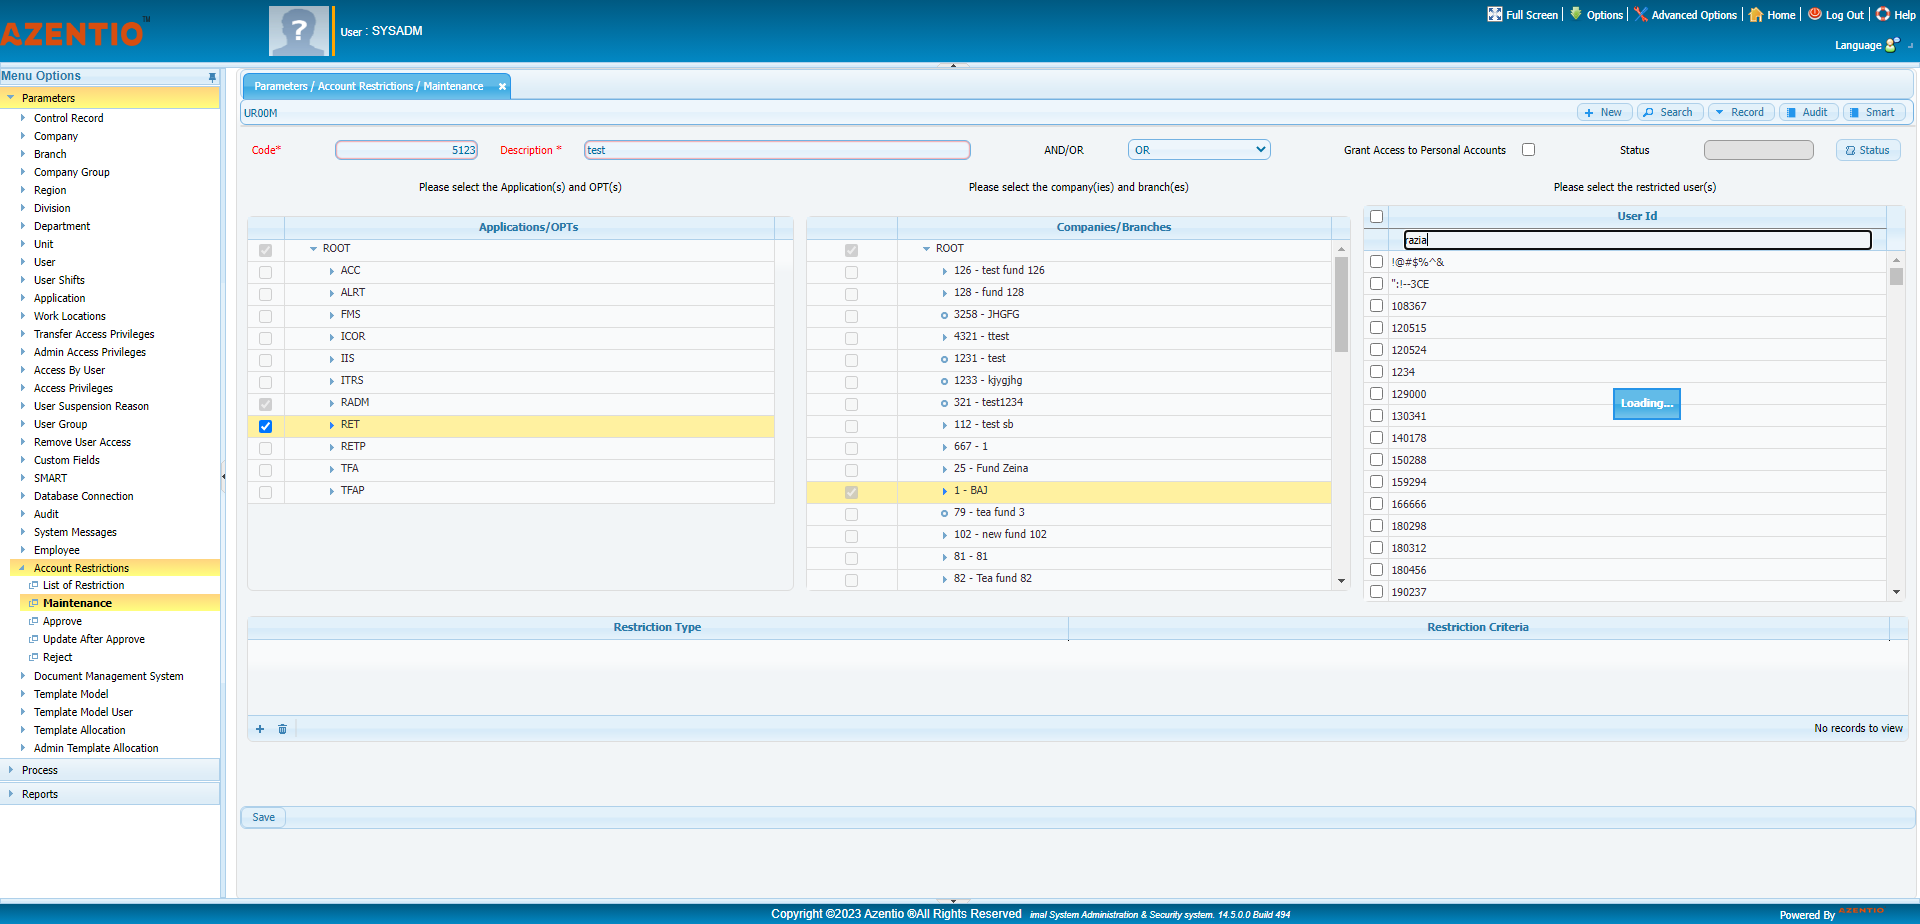 AZENTIO™
User : SYSADM
Full Screen
Options
Advanced Options
Home
Log Out
Help
Language
Menu Options
Parameters
Control Record
Company
Branch
Company Group
Region
Division
Department
Unit
User
User Shifts
Application
Work Locations
Transfer Access Privileges
Admin Access Privileges
Access By User
Access Privileges
User Suspension Reason
User Group
Remove User Access
Custom Fields
SMART
Database Connection
Audit
System Messages
Employee
Account Restrictions
List of Restriction
Maintenance
Approve
Update After Approve
Reject
Document Management System
Template Model
Template Model User
Template Allocation
Admin Template Allocation
Process
Reports
Parameters / Account Restrictions / Maintenance
UR00M
New
Search
Record
Audit
Smart
Code* 5123
Description * test
AND/OR OR
Grant Access to Personal Accounts
Status
Status
Please select the Application(s) and OPT(s)
Applications/OPTs
ROOT
ACC
ALRT
FMS
ICOR
IIS
ITRS
RADM
RET
RETP
TFA
TFAP
Please select the company(ies) and branch(es)
Companies/Branches
ROOT
126 - test fund 126
128 - fund 128
3258 - JHGFG
4321 - ttest
1231 - test
1233 - kjygjhg
321 - test1234
112 - test sb
667 - 1
25 - Fund Zeina
1 - BAJ
79 - tea fund 3
102 - new fund 102
81 - 81
82 - Tea fund 82
Please select the restricted user(s)
User Id
razia
!@#$%^&
":!--3CE
108367
120515
120524
1234
129000
130341
140178
150288
159294
166666
180298
180312
180456
190237
Loading...
Restriction Type
Restriction Criteria
No records to view
Save
Copyright ©2023 Azentio ®All Rights Reserved
imal System Administration & Security system. 14.5.0.0 Build 494
Powered By AZENTIO